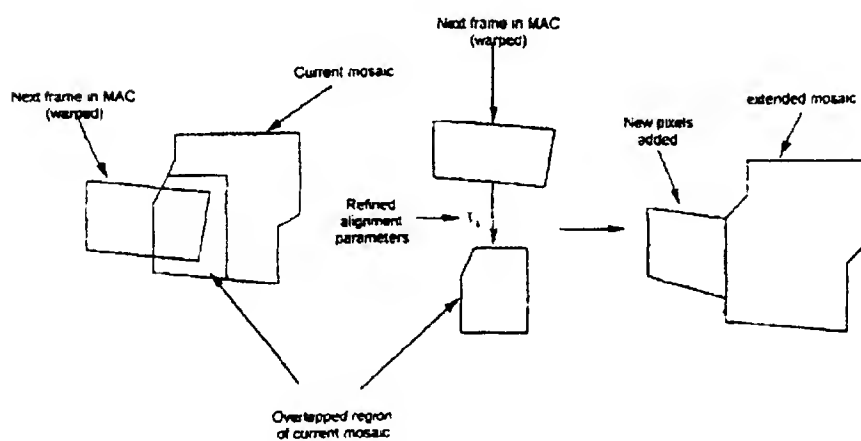 Next frame in MAC
(warped)
Current mosaic
Next frame in MAC
(warped)
Refined
alignment
parameters
New pixels
added
extended mosaic
Overlapped region
of current mosaic